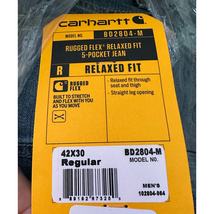 carhartt
MODEL NO. BD2804-M
RUGGED FLEX® RELAXED FIT
5-POCKET JEAN
R RELAXED FIT
RUGGED FLEX
BUILT TO STRETCH
AND FLEX WITH YOU
AS YOU MOVE
- Relaxed fit through
seat and thigh
- Straight leg opening
42X30
Regular
BD2804-M
MODEL NO.
MEN'S
102804-964